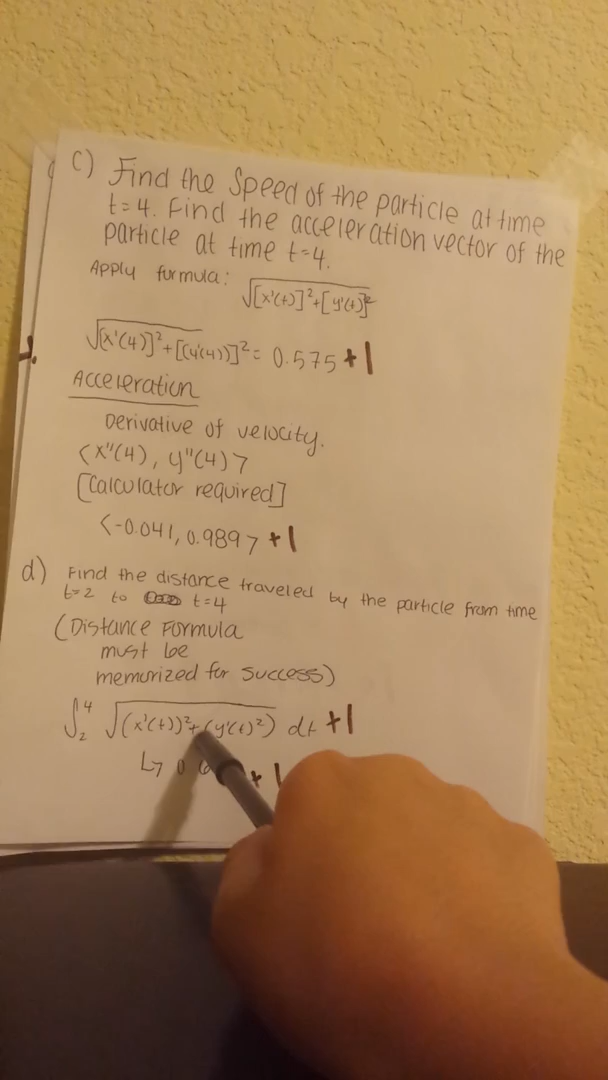 c) Find the Speed of the particle at time
t=4. Find the acceleration vector of the
particle at time t=4.
Apply formula: √[x'(t)]²+[y'(t)]²
√[x'(4)]²+[(y'(4))]² = 0.575 +1
Acceleration
Derivative of velocity.
<x"(4), y"(4)>
[Calculator required]
<-0.041, 0.989> +1
d) Find the distance traveled by the particle from time
t=2 to t=4
(Distance Formula
must be
memorized for success)
∫₂⁴ √(x'(t))²+(y'(t)²) dt +1
↳ 0 +1